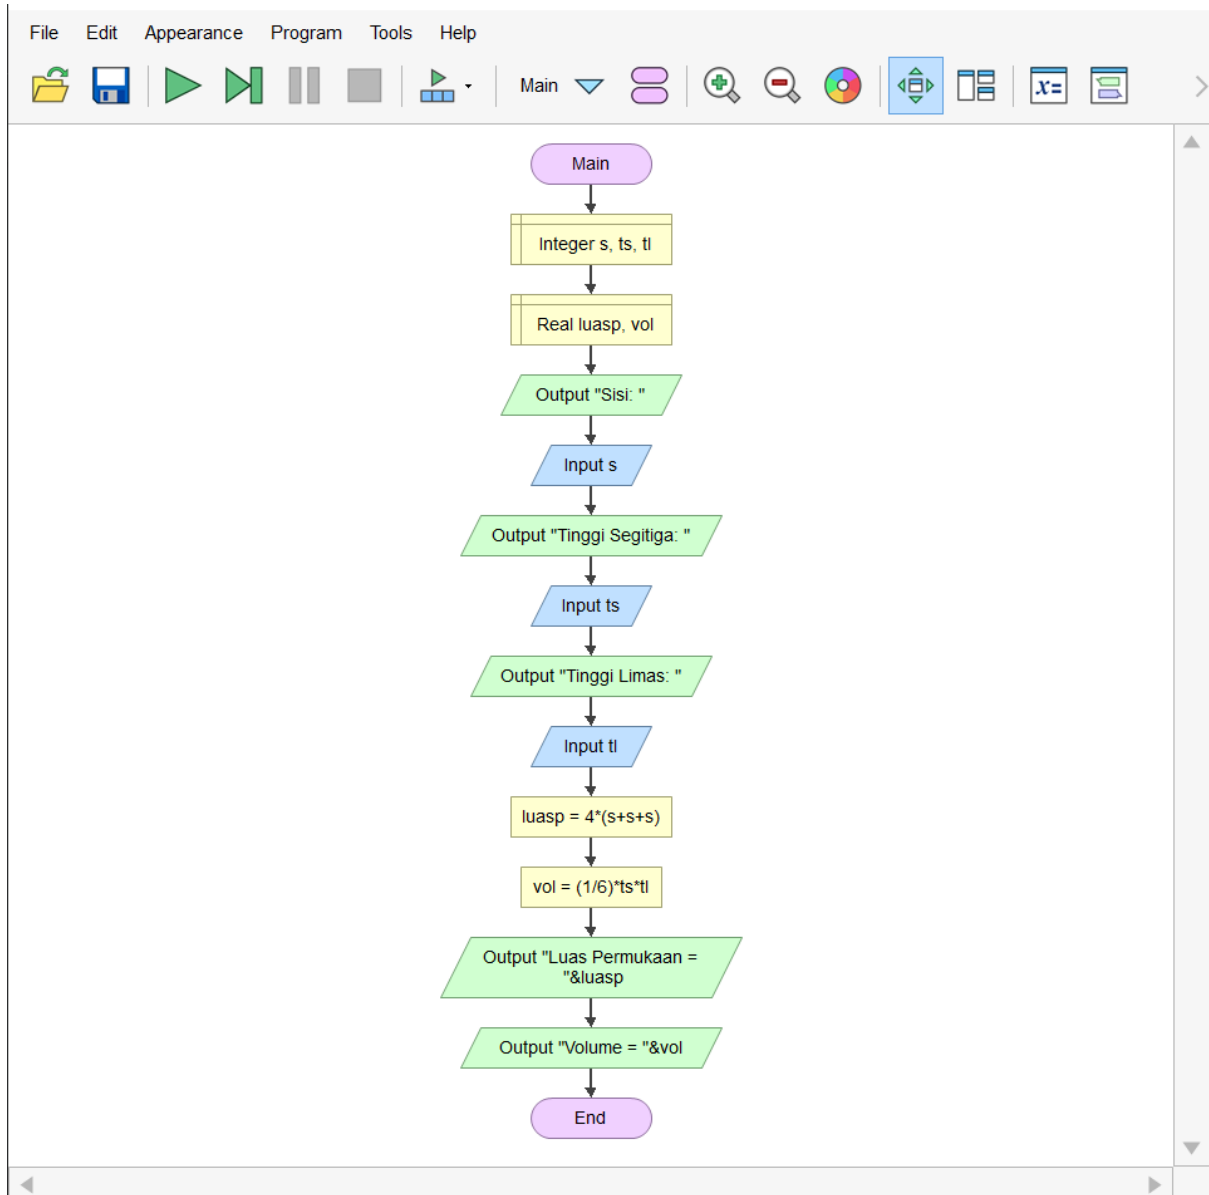 File Edit Appearance Program Tools Help
Main
x=
Main
Integer s, ts, tl
Real luasp, vol
Output "Sisi: "
Input s
Output "Tinggi Segitiga: "
Input ts
Output "Tinggi Limas: "
Input tl
luasp = 4*(s+s+s)
vol = (1/6)*ts*tl
Output "Luas Permukaan =
"&luasp
Output "Volume = "&vol
End